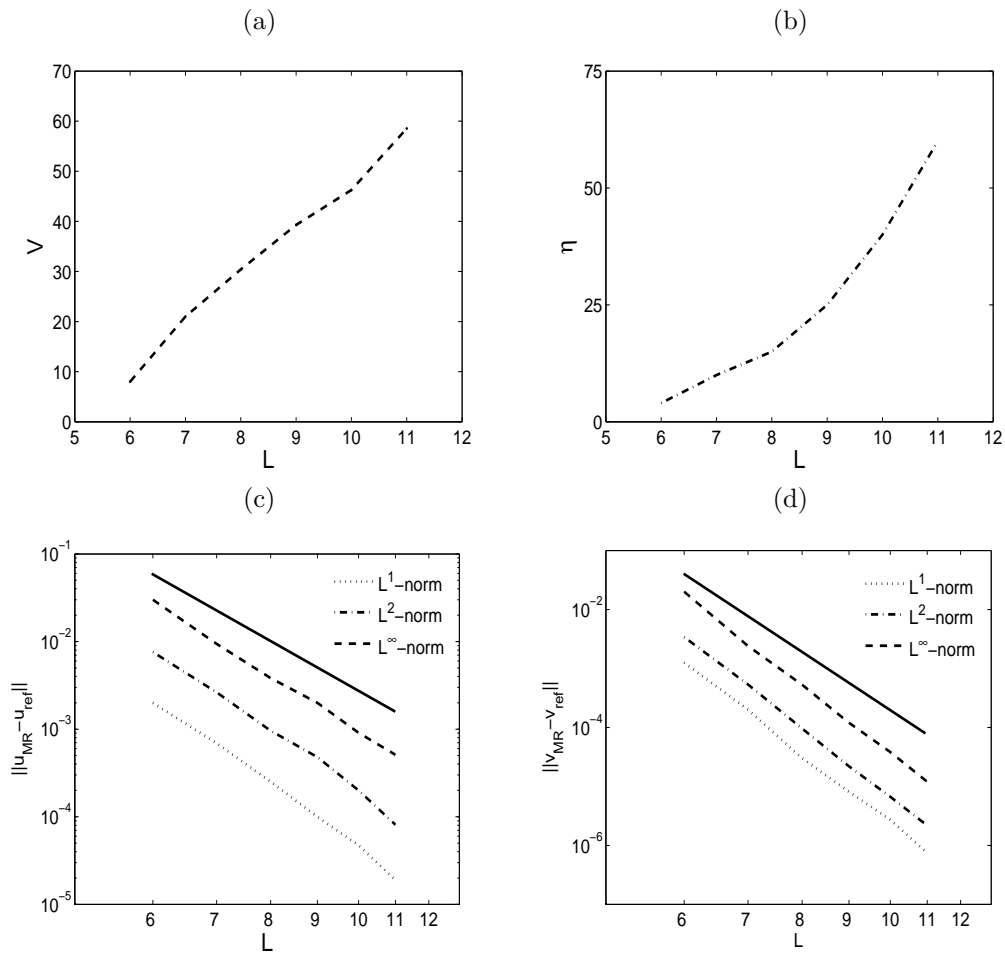 (a)
70
60
50
40
30
20
10
0
V
5 6 7 8 9 10 11 12
L
(b)
75
50
25
0
η
5 6 7 8 9 10 11 12
L
(c)
10^−1
10^−2
10^−3
10^−4
10^−5
||u_MR−u_ref||
L^1−norm
L^2−norm
L^∞−norm
6 7 8 9 10 11 12
L
(d)
10^−2
10^−4
10^−6
||v_MR−v_ref||
L^1−norm
L^2−norm
L^∞−norm
6 7 8 9 10 11 12
L